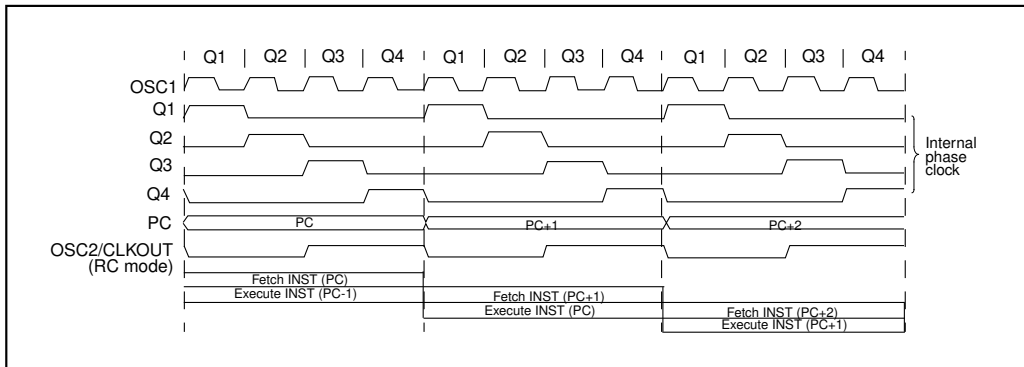 Q1 Q2 Q3 Q4 Q1 Q2 Q3 Q4 Q1 Q2 Q3 Q4
OSC1
Q1
Q2
Q3
Q4
PC
OSC2/CLKOUT
(RC mode)
Internal
phase
clock
PC PC+1 PC+2
Fetch INST (PC)
Execute INST (PC-1) Fetch INST (PC+1)
Execute INST (PC) Fetch INST (PC+2)
Execute INST (PC+1)